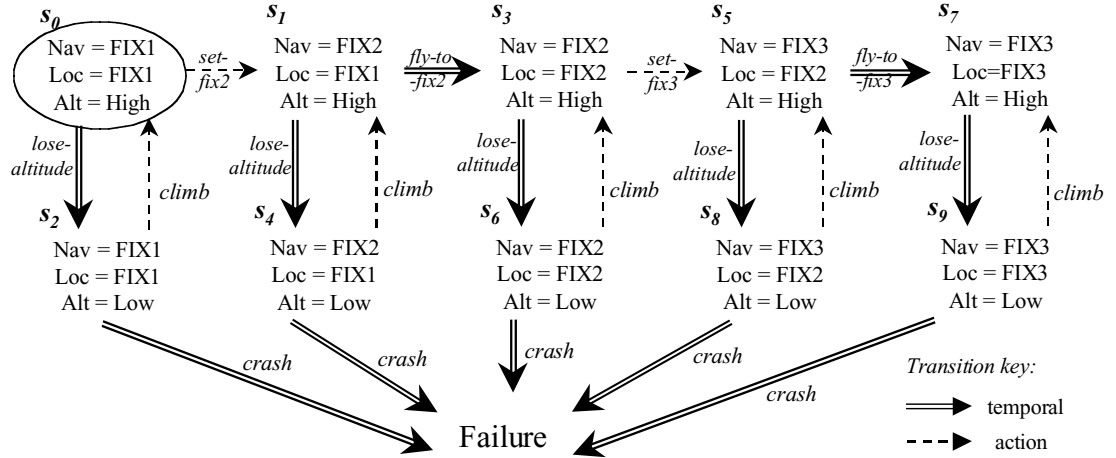 s0
Nav = FIX1
Loc = FIX1
Alt = High
set-
fix2
s1
Nav = FIX2
Loc = FIX1
Alt = High
fly-to
-fix2
s3
Nav = FIX2
Loc = FIX2
Alt = High
set-
fix3
s5
Nav = FIX3
Loc = FIX2
Alt = High
fly-to
-fix3
s7
Nav = FIX3
Loc=FIX3
Alt = High
lose-
altitude
climb
lose-
altitude
climb
lose-
altitude
climb
lose-
altitude
climb
lose-
altitude
climb
s2
Nav = FIX1
Loc = FIX1
Alt = Low
s4
Nav = FIX2
Loc = FIX1
Alt = Low
s6
Nav = FIX2
Loc = FIX2
Alt = Low
s8
Nav = FIX3
Loc = FIX2
Alt = Low
s9
Nav = FIX3
Loc = FIX3
Alt = Low
crash
crash
crash
crash
crash
Failure
Transition key:
temporal
action